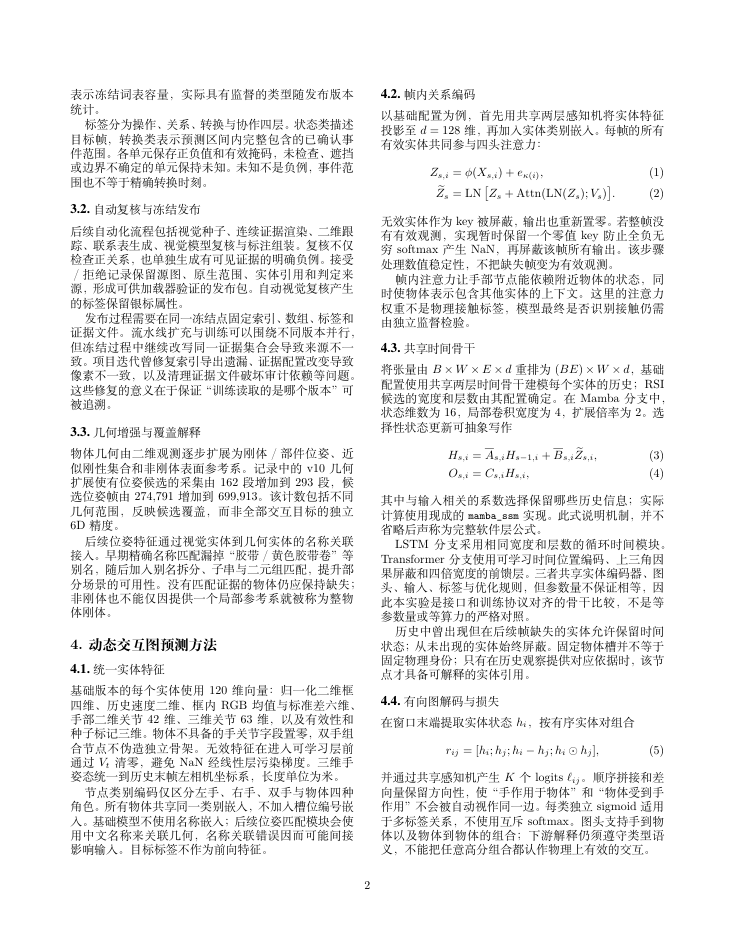 表示冻结词表容量，实际具有监督的类型随发布版本
统计。
标签分为操作、关系、转换与协作四层。状态类描述
目标帧，转换类表示预测区间内完整包含的已确认事
件范围。各单元保存正负值和有效掩码，未检查、遮挡
或边界不确定的单元保持未知。未知不是负例，事件范
围也不等于精确转换时刻。
3.2. 自动复核与冻结发布
后续自动化流程包括视觉种子、连续证据渲染、二维跟
踪、联系表生成、视觉模型复核与标注组装。复核不仅
检查正关系，也单独生成有可见证据的明确负例。接受
/ 拒绝记录保留源图、原生范围、实体引用和判定来
源，形成可供加载器验证的发布包。自动视觉复核产生
的标签保留银标属性。
发布过程需要在同一冻结点固定索引、数组、标签和
证据文件。流水线扩充与训练可以围绕不同版本并行，
但冻结过程中继续改写同一证据集合会导致来源不一
致。项目迭代曾修复索引导出遗漏、证据配置改变导致
像素不一致，以及清理证据文件破坏审计依赖等问题。
这些修复的意义在于保证 “训练读取的是哪个版本” 可
被追溯。
3.3. 几何增强与覆盖解释
物体几何由二维观测逐步扩展为刚体 / 部件位姿、近
似刚性集合和非刚体表面参考系。记录中的 v10 几何
扩展使有位姿候选的采集由 162 段增加到 293 段，候
选位姿帧由 274,791 增加到 699,913。该计数包括不同
几何范围，反映候选覆盖，而非全部交互目标的独立
6D 精度。
后续位姿特征通过视觉实体到几何实体的名称关联
接入。早期精确名称匹配漏掉 “胶带 / 黄色胶带卷” 等
别名，随后加入别名拆分、子串与二元组匹配，提升部
分场景的可用性。没有匹配证据的物体仍应保持缺失；
非刚体也不能仅因提供一个局部参考系就被称为整物
体刚体。
4. 动态交互图预测方法
4.1. 统一实体特征
基础版本的每个实体使用 120 维向量：归一化二维框
四维、历史速度二维、框内 RGB 均值与标准差六维、
手部二维关节 42 维、三维关节 63 维，以及有效性和
种子标记三维。物体不具备的手关节字段置零，双手组
合节点不伪造独立骨架。无效特征在进入可学习层前
通过 V_t 清零，避免 NaN 经线性层污染梯度。三维手
姿态统一到历史末帧左相机坐标系，长度单位为米。
节点类别编码仅区分左手、右手、双手与物体四种
角色。所有物体共享同一类别嵌入，不加入槽位编号嵌
入。基础模型不使用名称嵌入；后续位姿匹配模块会使
用中文名称来关联几何，名称关联错误因而可能间接
影响输入。目标标签不作为前向特征。
4.2. 帧内关系编码
以基础配置为例，首先用共享两层感知机将实体特征
投影至 d = 128 维，再加入实体类别嵌入。每帧的所有
有效实体共同参与四头注意力：
Z_{s,i} = ϕ(X_{s,i}) + e_{κ(i)}, (1)
Z̃_s = LN [Z_s + Attn(LN(Z_s); V_s)]. (2)
无效实体作为 key 被屏蔽，输出也重新置零。若整帧没
有有效观测，实现暂时保留一个零值 key 防止全负无
穷 softmax 产生 NaN，再屏蔽该帧所有输出。该步骤
处理数值稳定性，不把缺失帧变为有效观测。
帧内注意力让手部节点能依赖附近物体的状态，同
时使物体表示包含其他实体的上下文。这里的注意力
权重不是物理接触标签，模型最终是否识别接触仍需
由独立监督检验。
4.3. 共享时间骨干
将张量由 B × W × E × d 重排为 (BE) × W × d，基础
配置使用共享两层时间骨干建模每个实体的历史；RSI
候选的宽度和层数由其配置确定。在 Mamba 分支中，
状态维数为 16，局部卷积宽度为 4，扩展倍率为 2。选
择性状态更新可抽象写作
H_{s,i} = A̅_{s,i}H_{s−1,i} + B̅_{s,i}Z̃_{s,i}, (3)
O_{s,i} = C_{s,i}H_{s,i}, (4)
其中与输入相关的系数选择保留哪些历史信息；实际
计算使用现成的 mamba_ssm 实现。此式说明机制，并不
省略后声称为完整软件层公式。
LSTM 分支采用相同宽度和层数的循环时间模块。
Transformer 分支使用可学习时间位置编码、上三角因
果屏蔽和四倍宽度的前馈层。三者共享实体编码器、图
头、输入、标签与优化规则，但参数量不保证相等，因
此本实验是接口和训练协议对齐的骨干比较，不是等
参数量或等算力的严格对照。
历史中曾出现但在后续帧缺失的实体允许保留时间
状态；从未出现的实体始终屏蔽。固定物体槽并不等于
固定物理身份；只有在历史观察提供对应依据时，该节
点才具备可解释的实体引用。
4.4. 有向图解码与损失
在窗口末端提取实体状态 h_i，按有序实体对组合
r_{ij} = [h_i; h_j; h_i − h_j; h_i ⊙ h_j], (5)
并通过共享感知机产生 K 个 logits ℓ_{ij}。顺序拼接和差
向量保留方向性，使 “手作用于物体” 和 “物体受到手
作用” 不会被自动视作同一边。每类独立 sigmoid 适用
于多标签关系，不使用互斥 softmax。图头支持手到物
体以及物体到物体的组合；下游解释仍须遵守类型语
义，不能把任意高分组合都认作物理上有效的交互。
2